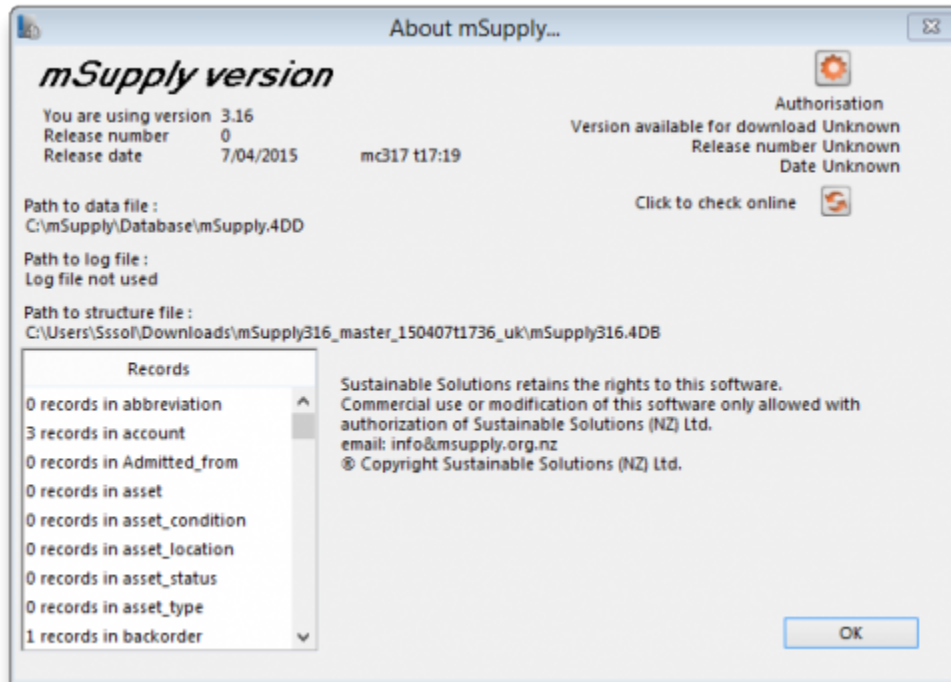 About mSupply...
mSupply version
You are using version 3.16
Release number 0
Release date 7/04/2015 mc317 t17:19
Authorisation
Version available for download Unknown
Release number Unknown
Date Unknown
Click to check online
Path to data file :
C:\mSupply\Database\mSupply.4DD
Path to log file :
Log file not used
Path to structure file :
C:\Users\Sssol\Downloads\mSupply316_master_150407t1736_uk\mSupply316.4DB
Records
0 records in abbreviation
3 records in account
0 records in Admitted_from
0 records in asset
0 records in asset_condition
0 records in asset_location
0 records in asset_status
0 records in asset_type
1 records in backorder
Sustainable Solutions retains the rights to this software.
Commercial use or modification of this software only allowed with
authorization of Sustainable Solutions (NZ) Ltd.
email: info@msupply.org.nz
® Copyright Sustainable Solutions (NZ) Ltd.
OK